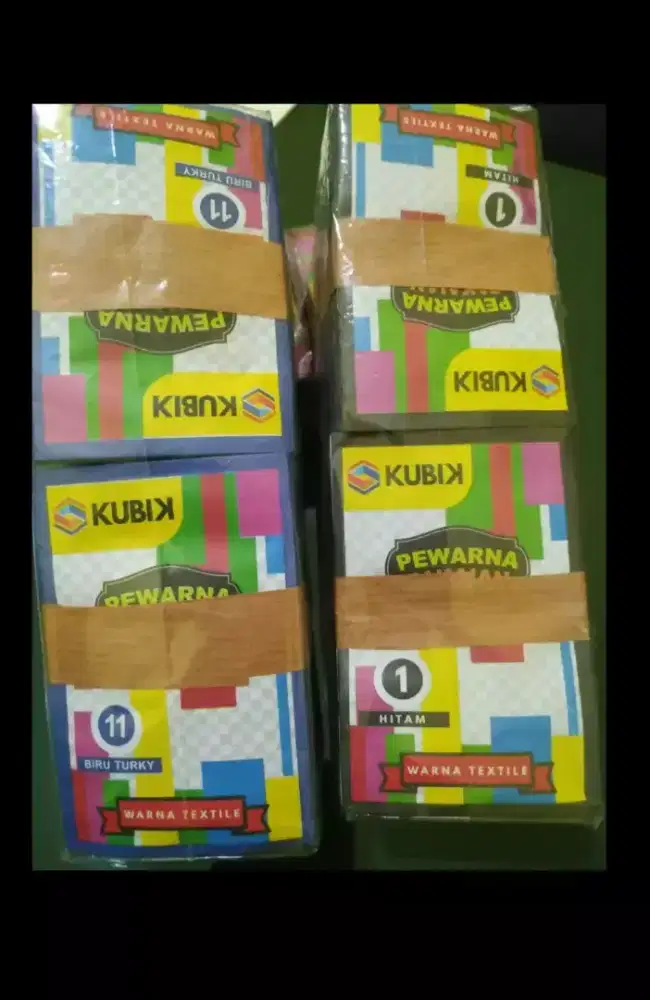 WARNA TEXTILE
BIRU TURKY
11
PEWARNA
KUBIK
WARNA TEXTILE
HITAM
1
PEWARNA
KUBIK
KUBIK
PEWARNA
11
BIRU TURKY
WARNA TEXTILE
KUBIK
PEWARNA
1
HITAM
WARNA TEXTILE